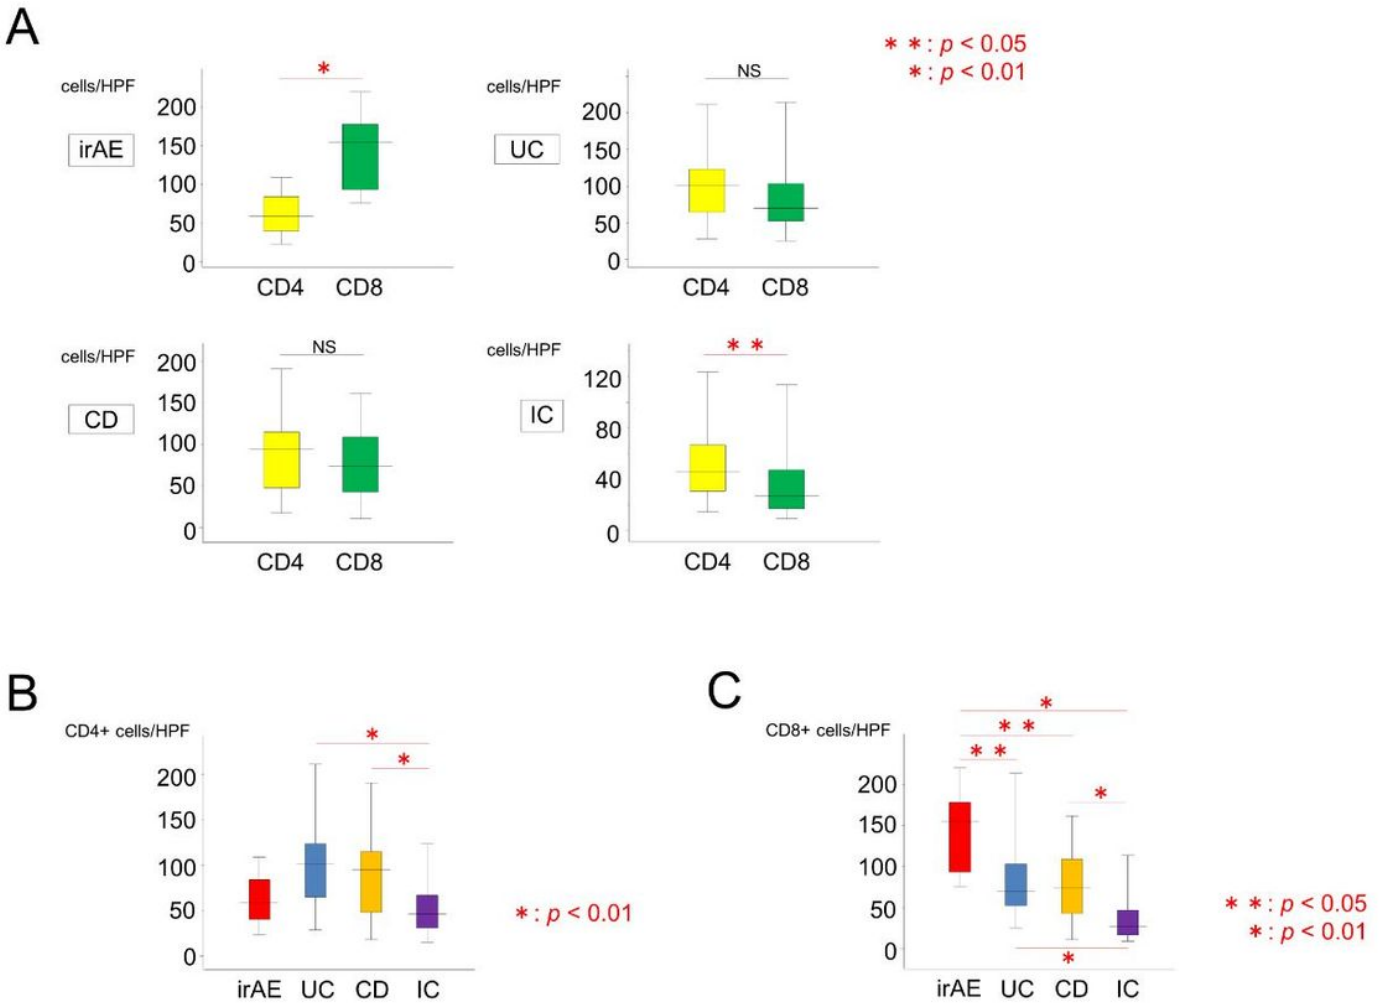 A
* * : p < 0.05
* : p < 0.01
cells/HPF
*
irAE
200
150
100
50
0
CD4 CD8
cells/HPF
NS
UC
200
150
100
50
0
CD4 CD8
cells/HPF
NS
CD
200
150
100
50
0
CD4 CD8
cells/HPF
* *
IC
120
80
40
0
CD4 CD8
B
CD4+ cells/HPF
*
*
200
150
100
50
0
irAE UC CD IC
* : p < 0.01
C
CD8+ cells/HPF
*
* *
* *
*
200
150
100
50
0
*
irAE UC CD IC
* * : p < 0.05
* : p < 0.01